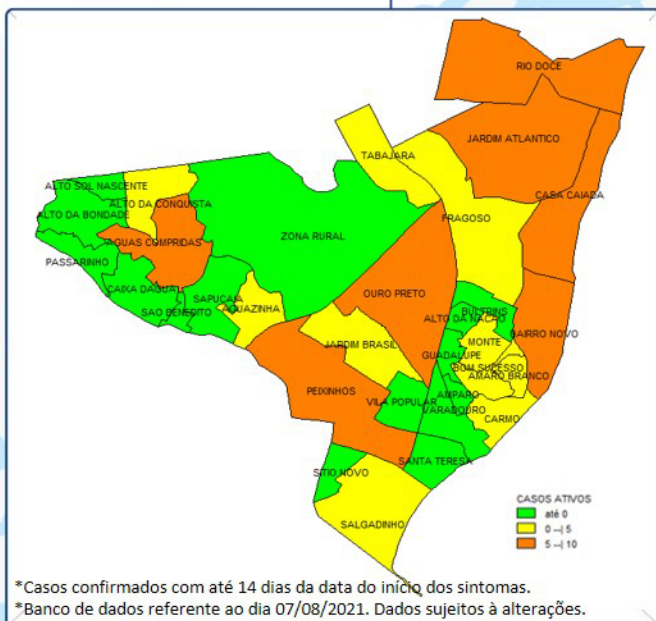 RIO DOCE
JARDIM ATLANTICO
TABAJARA
CASA CAIADA
ALTO SOL NASCENTE
ALTO DA CONQUISTA
ALTO DA BONDADE
FRAGOSO
ZONA RURAL
AGUAS COMPRIDAS
PASSARINHO
CAIXA DAGUA
OURO PRETO
SAPUCAIA
AGUAZINHA
SAO BENEDITO
BULTRINS
ALTO DA NACAO
BAIRRO NOVO
MONTE
JARDIM BRASIL
GUADALUPE
BOM SUCESSO
AMARO BRANCO
PEIXINHOS
AMPARO
VILA POPULAR
VARADOURO
CARMO
SANTA TERESA
SITIO NOVO
SALGADINHO
CASOS ATIVOS
até 0
0 --| 5
5 --| 10
*Casos confirmados com até 14 dias da data do início dos sintomas.
*Banco de dados referente ao dia 07/08/2021. Dados sujeitos à alterações.